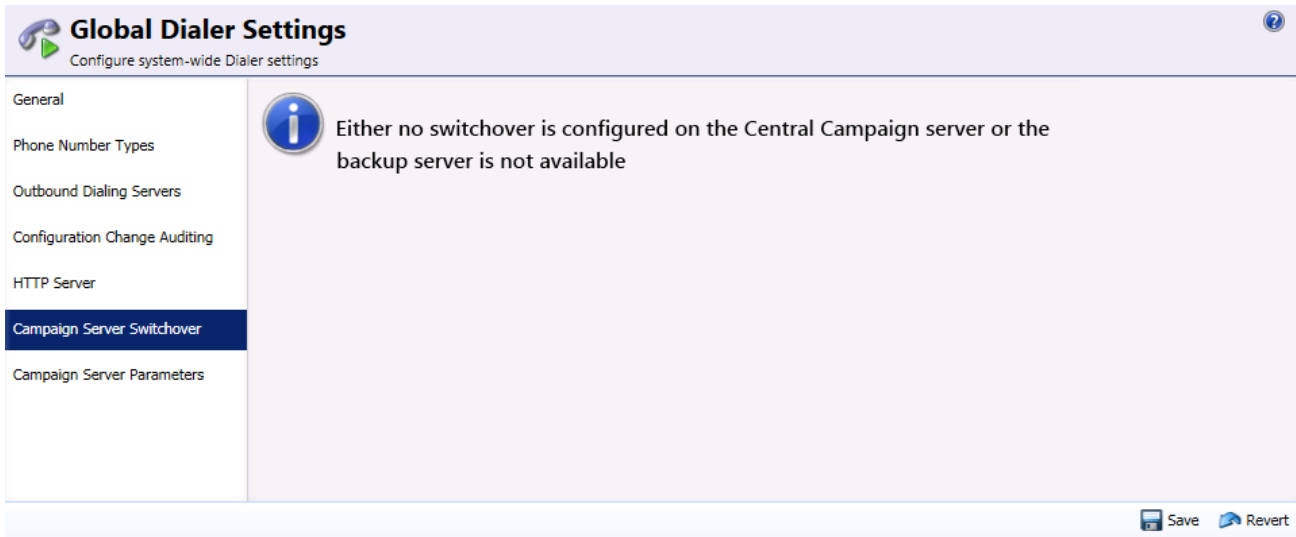 Global Dialer Settings
Configure system-wide Dialer settings
General
Phone Number Types
Outbound Dialing Servers
Configuration Change Auditing
HTTP Server
Campaign Server Switchover
Campaign Server Parameters
Either no switchover is configured on the Central Campaign server or the
backup server is not available
Save Revert